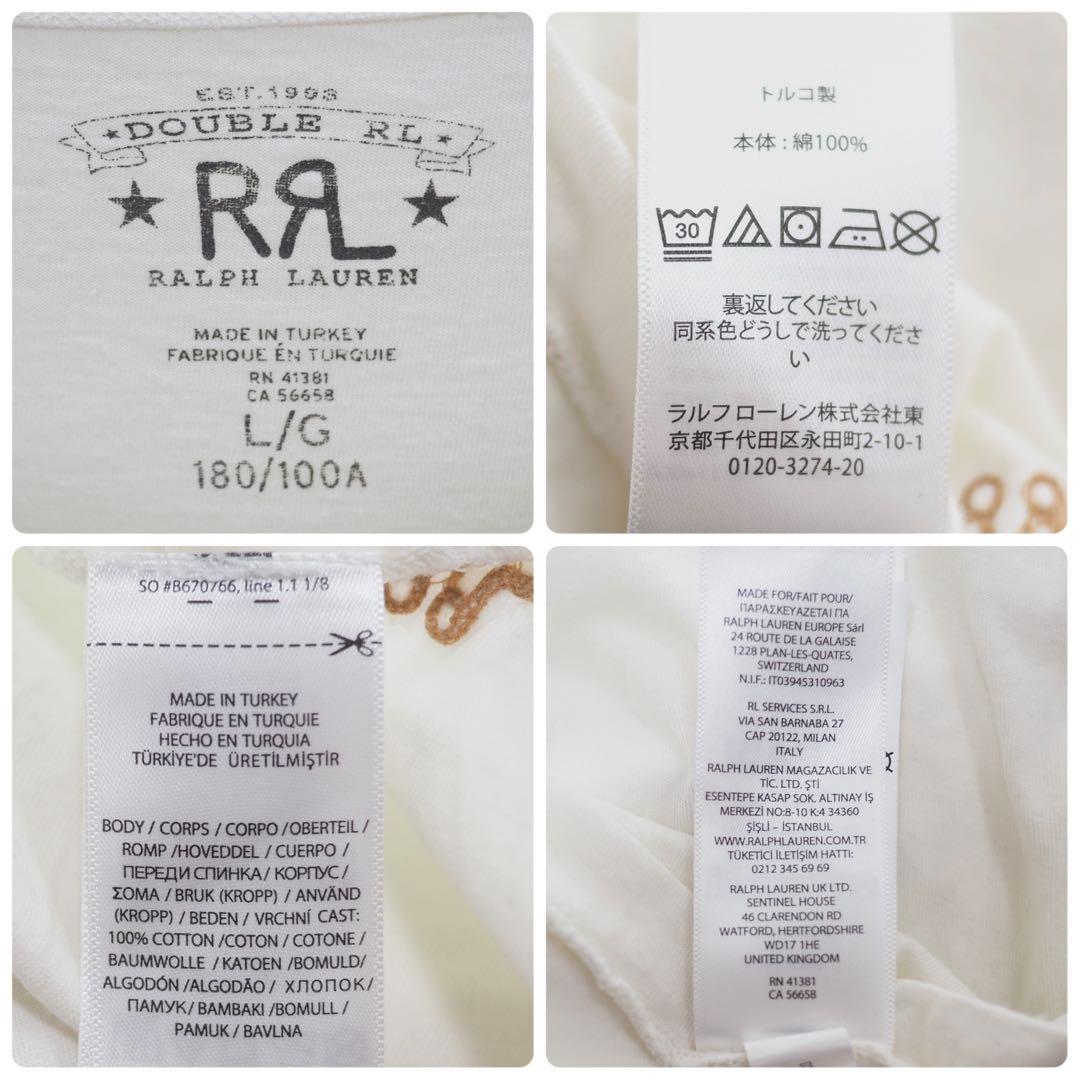 EST. 1993
★DOUBLE RL★
RRL
RALPH LAUREN
MADE IN TURKEY
FABRIQUE ÉN TURQUIE
RN 41381
CA 56658
L/G
180/100A
トルコ製
本体：綿100%
30
裏返してください
同系色どうしで洗ってくださ
い
ラルフ ローレン株式会社東
京都千代田区永田町2-10-1
0120-3274-20
SO #B670766, line 1.1 1/8
MADE IN TURKEY
FABRIQUE EN TURQUIE
HECHO EN TURQUIA
TÜRKİYE'DE ÜRETİLMİŞTİR
BODY / CORPS / CORPO /OBERTEIL /
ROMP /HOVEDDEL / CUERPO /
ПЕРЕДИ СПИНКА / КОРПУС /
ΣΟΜΑ / BRUK (KROPP) / ANVÄND
(KROPP) / BEDEN / VRCHNÍ CAST:
100% COTTON /COTON / COTONE /
BAUMWOLLE / KATOEN /BOMULD/
ALGODÓN /ALGODÃO / ХЛОПОК/
ПАМУК/ BAMBAKI /BOMULL /
PAMUK / BAVLNA
MADE FOR/FAIT POUR/
ΠΑΡΑΣΚΕΥΑΖΕΤΑΙ ΓΙΑ
RALPH LAUREN EUROPE Sárl
24 ROUTE DE LA GALAISE
1228 PLAN-LES-QUATES,
SWITZERLAND
N.I.F.: IT03945310963
RL SERVICES S.R.L.
VIA SAN BARNABA 27
CAP 20122, MILAN
ITALY
RALPH LAUREN MAGAZACILIK VE
TİC. LTD. ŞTİ
ESENTEPE KASAP SOK. ALTINAY İŞ
MERKEZİ NO:8-10 K:4 34360
ŞİŞLİ – İSTANBUL
WWW.RALPHLAUREN.COM.TR
TÜKETİCİ İLETİŞİM HATTI:
0212 345 69 69
RALPH LAUREN UK LTD.
SENTINEL HOUSE
46 CLARENDON RD
WATFORD, HERTFORDSHIRE
WD17 1HE
UNITED KINGDOM
RN 41381
CA 56658